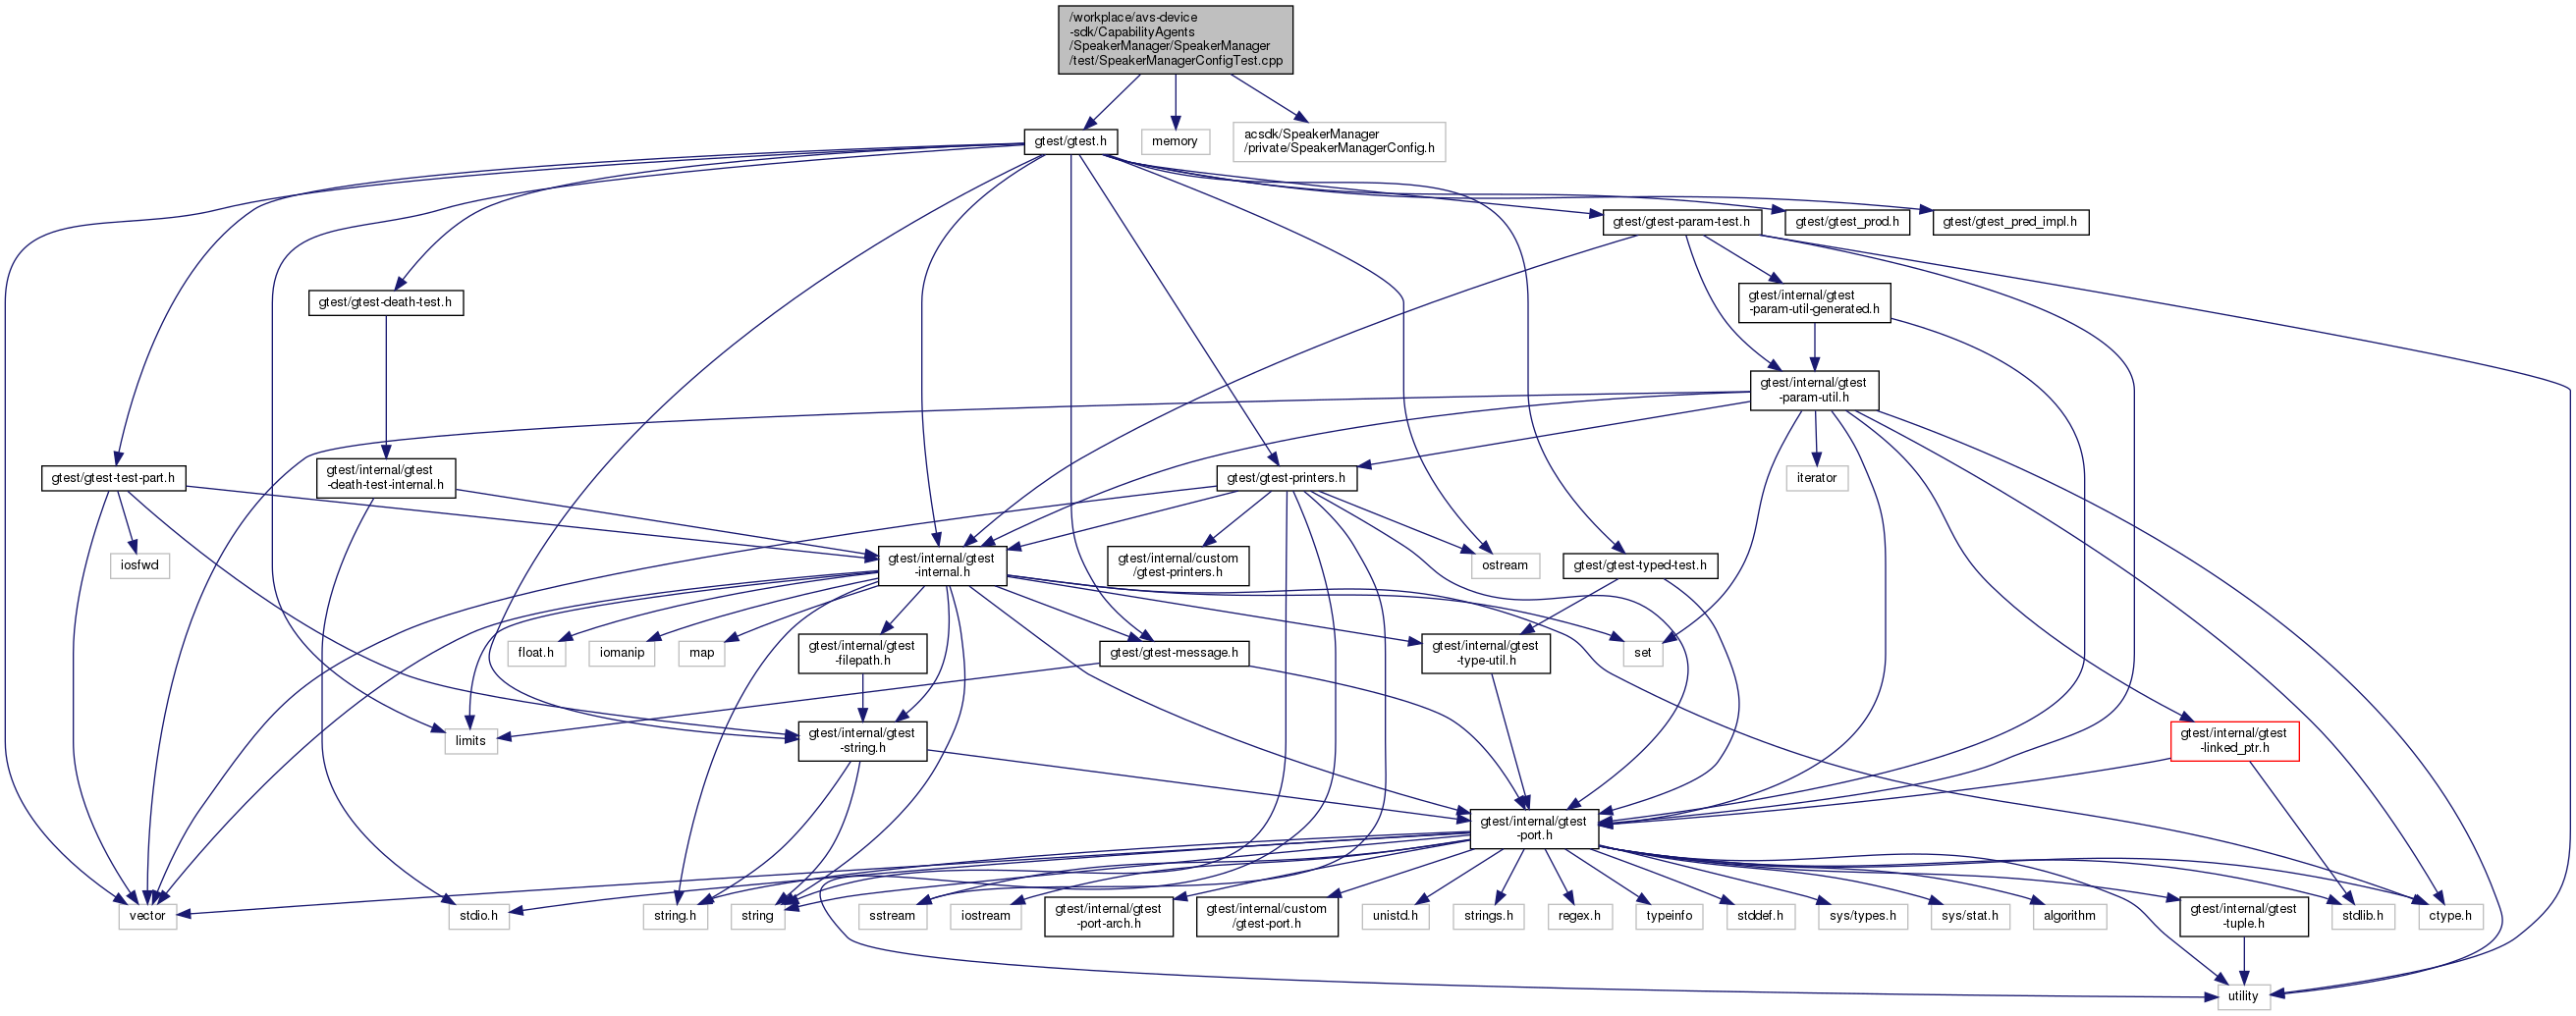 /workplace/avs-device
-sdk/CapabilityAgents
/SpeakerManager/SpeakerManager
/test/SpeakerManagerConfigTest.cpp
gtest/gtest.h
memory
acsdk/SpeakerManager
/private/SpeakerManagerConfig.h
gtest/gtest-param-test.h
gtest/gtest_prod.h
gtest/gtest_pred_impl.h
gtest/gtest-death-test.h
gtest/internal/gtest
-param-util-generated.h
gtest/internal/gtest
-param-util.h
gtest/gtest-test-part.h
gtest/internal/gtest
-death-test-internal.h
gtest/gtest-printers.h
iterator
iosfwd
gtest/internal/gtest
-internal.h
gtest/internal/custom
/gtest-printers.h
ostream
gtest/gtest-typed-test.h
float.h
iomanip
map
gtest/internal/gtest
-filepath.h
gtest/gtest-message.h
gtest/internal/gtest
-type-util.h
set
limits
gtest/internal/gtest
-string.h
gtest/internal/gtest
-linked_ptr.h
gtest/internal/gtest
-port.h
vector
stdio.h
string.h
string
sstream
iostream
gtest/internal/gtest
-port-arch.h
gtest/internal/custom
/gtest-port.h
unistd.h
strings.h
regex.h
typeinfo
stddef.h
sys/types.h
sys/stat.h
algorithm
gtest/internal/gtest
-tuple.h
stdlib.h
ctype.h
utility